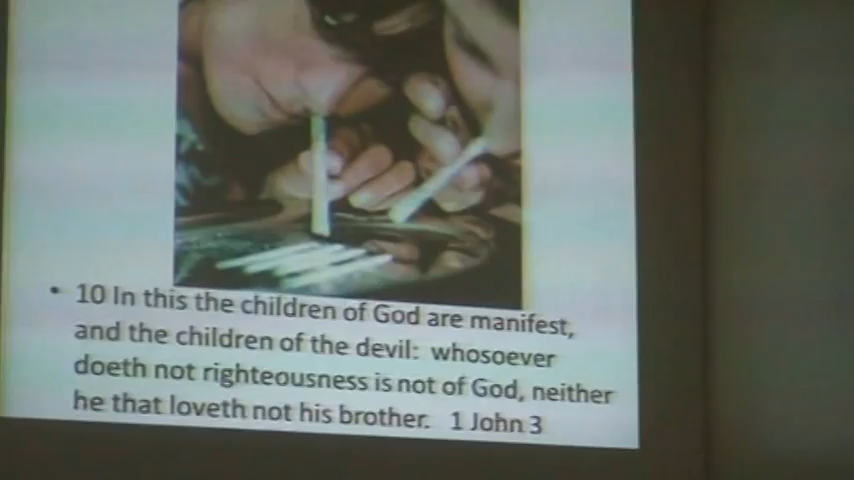 • 10 In this the children of God are manifest,
and the children of the devil:  whosoever
doeth not righteousness is not of God, neither
he that loveth not his brother.   1 John 3